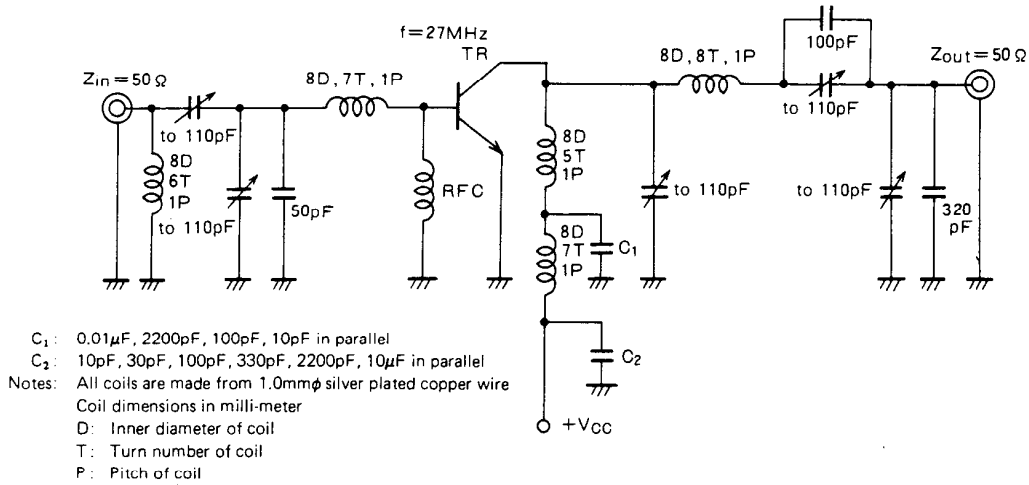 f=27MHz
TR
Zin=50Ω
8D, 7T, 1P
to 110pF
8D
6T
1P
to 110pF
50pF
RFC
8D
5T
1P
8D
7T
1P
C₁
C₂
+VCC
to 110pF
8D, 8T, 1P
100pF
to 110pF
Zout=50Ω
to 110pF
320
pF
C₁: 0.01μF, 2200pF, 100pF, 10pF in parallel
C₂: 10pF, 30pF, 100pF, 330pF, 2200pF, 10μF in parallel
Notes: All coils are made from 1.0mmφ silver plated copper wire
Coil dimensions in milli-meter
D: Inner diameter of coil
T: Turn number of coil
P: Pitch of coil